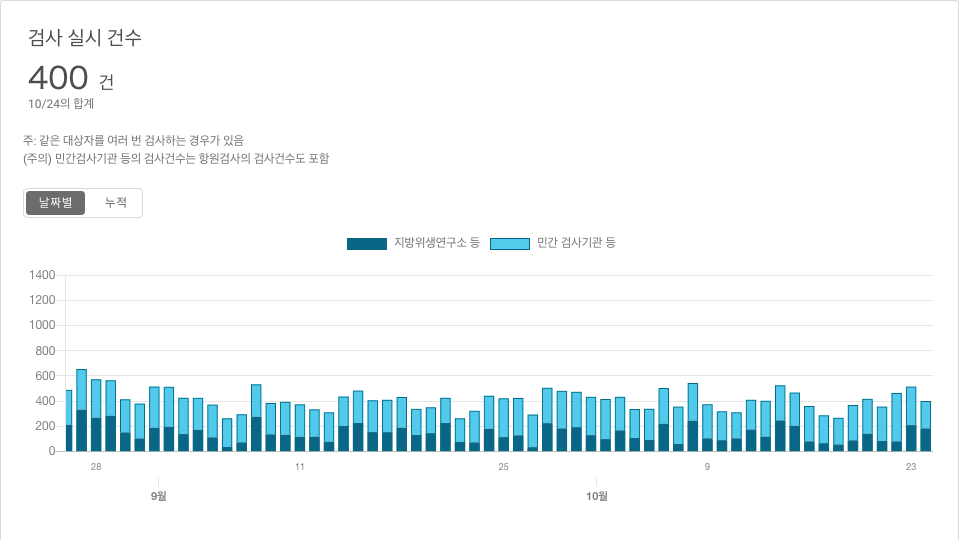 검사 실시 건수
400 건
10/24의 합계
주: 같은 대상자를 여러 번 검사하는 경우가 있음
(주의) 민간검사기관 등의 검사건수는 항원검사의 검사건수도 포함
날짜별 누적
지방위생연구소 등 민간 검사기관 등
1400
1200
1000
800
600
400
200
0
28 11 25 9 23
9월 10월